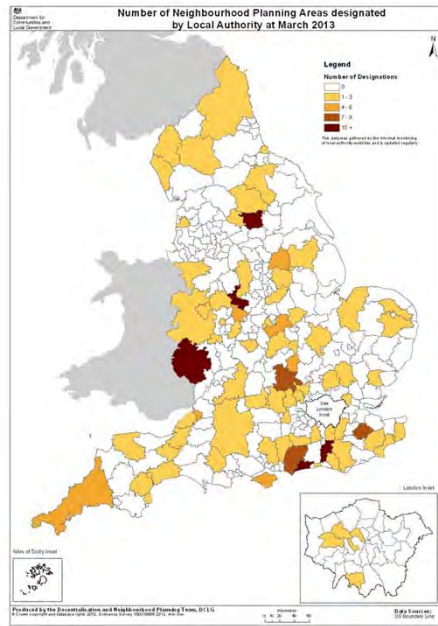 Department for
Communities and
Local Government
Number of Neighbourhood Planning Areas designated
by Local Authority at March 2013
N
Legend
Number of Designations
0
1 - 3
4 - 6
7 - 9
10 +
See
London
Inset
London Inset
Isles of Scilly Inset
Produced by the Decentralisation and Neighbourhood Planning Team, DCLG
Data Sources:
OS Boundary Line